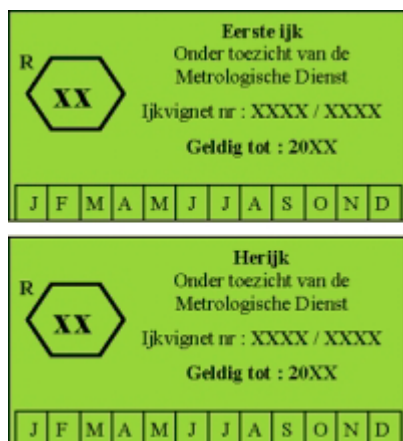 Eerste ijk
Onder toezicht van de
R
Metrologische Dienst
XX
Ijkvignet nr : XXXX / XXXX
Geldig tot : 20XX
J F M A M J J A S O N D
Herijk
Onder toezicht van de
R
Metrologische Dienst
XX
Ijkvignet nr : XXXX / XXXX
Geldig tot : 20XX
J F M A M J J A S O N D